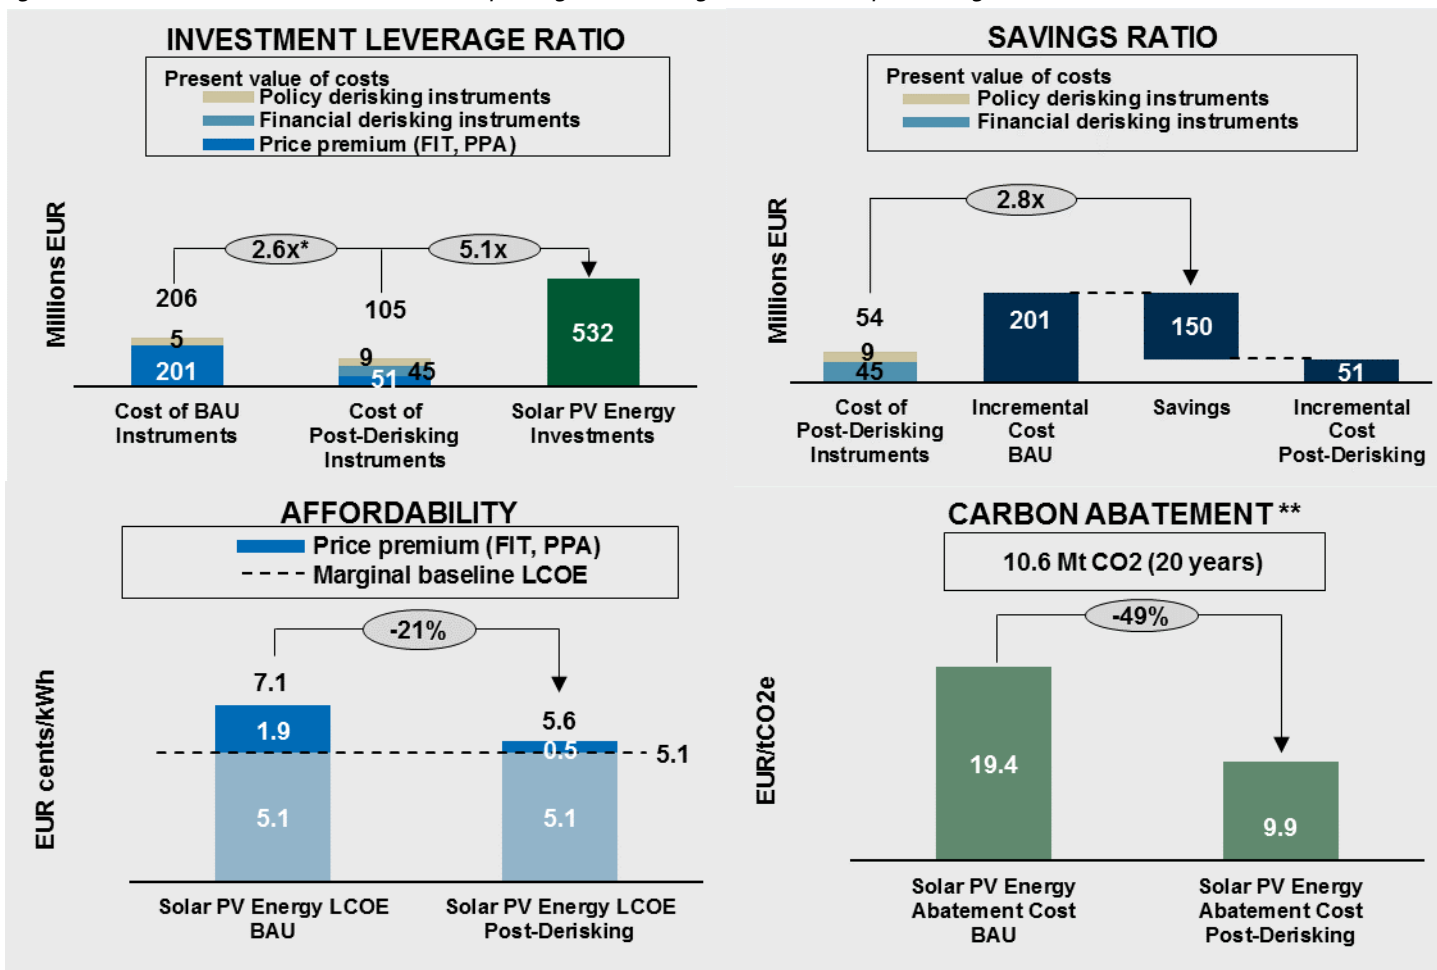 INVESTMENT LEVERAGE RATIO
Present value of costs
Policy derisking instruments
Financial derisking instruments
Price premium (FIT, PPA)
Millions EUR
2.6x*
5.1x
206
105
5
201
9
45
51
532
Cost of BAU
Instruments
Cost of
Post-Derisking
Instruments
Solar PV Energy
Investments
SAVINGS RATIO
Present value of costs
Policy derisking instruments
Financial derisking instruments
Millions EUR
2.8x
54
9
45
201
150
51
Cost of
Post-Derisking
Instruments
Incremental
Cost
BAU
Savings
Incremental
Cost
Post-Derisking
AFFORDABILITY
Price premium (FIT, PPA)
Marginal baseline LCOE
EUR cents/kWh
-21%
7.1
1.9
5.1
5.6
0.5
5.1
5.1
Solar PV Energy LCOE
BAU
Solar PV Energy LCOE
Post-Derisking
CARBON ABATEMENT **
10.6 Mt CO2 (20 years)
EUR/tCO2e
-49%
19.4
9.9
Solar PV Energy
Abatement Cost
BAU
Solar PV Energy
Abatement Cost
Post-Derisking